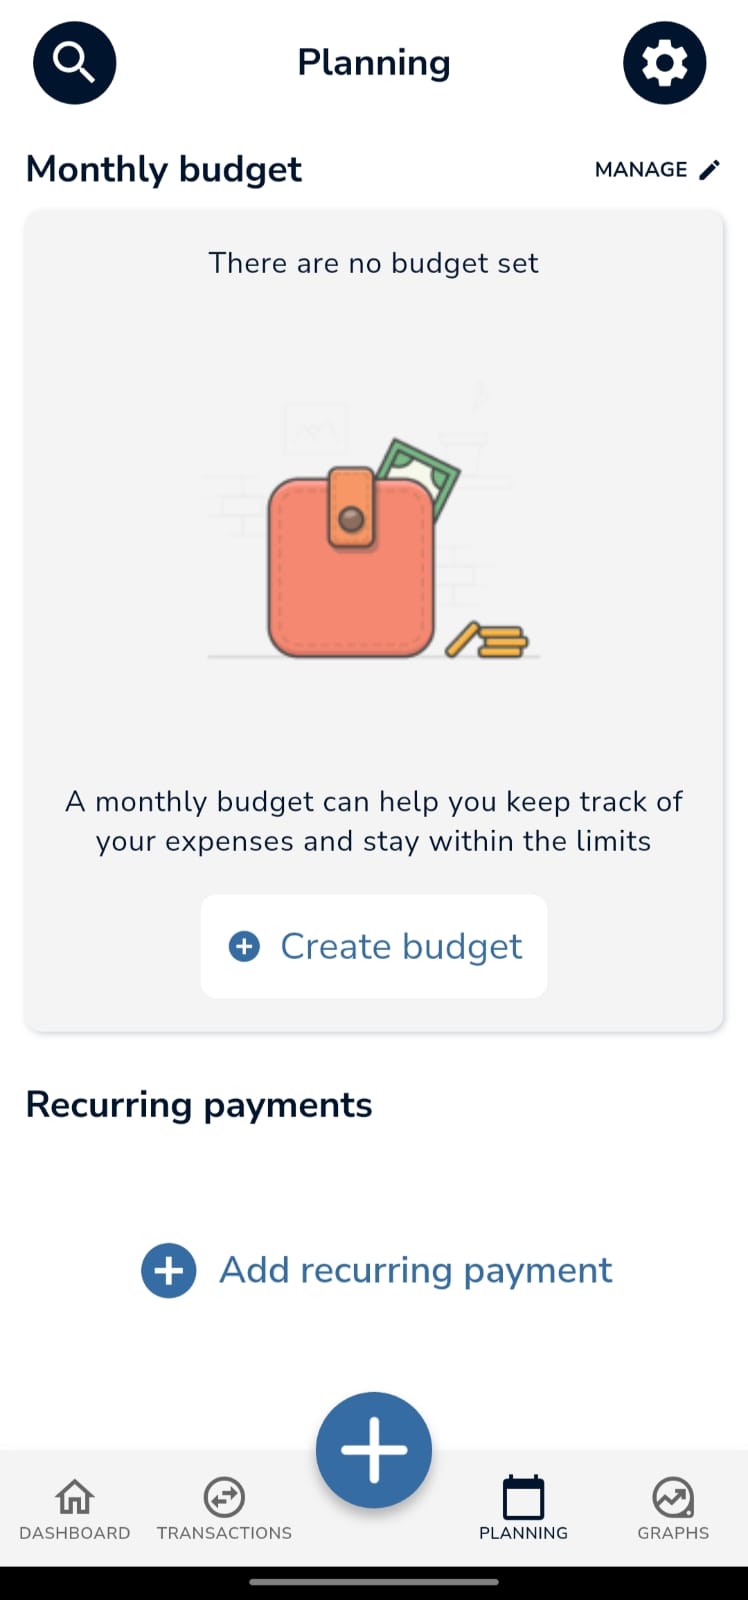 Planning
Monthly budget
MANAGE
There are no budget set
A monthly budget can help you keep track of
your expenses and stay within the limits
Create budget
Recurring payments
Add recurring payment
DASHBOARD
TRANSACTIONS
PLANNING
GRAPHS